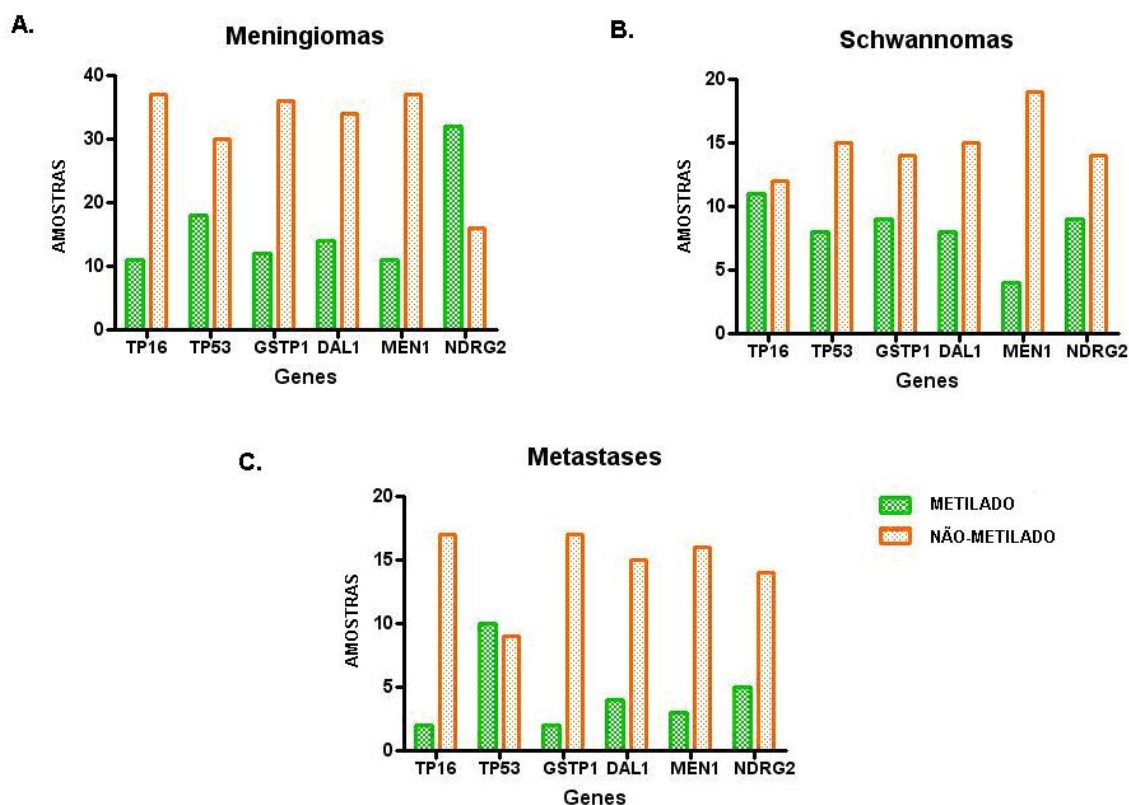 A.
Meningiomas
AMOSTRAS
40
30
20
10
0
TP16 TP53 GSTP1 DAL1 MEN1 NDRG2
Genes
B.
Schwannomas
AMOSTRAS
20
15
10
5
0
TP16 TP53 GSTP1 DAL1 MEN1 NDRG2
Genes
C.
Metastases
AMOSTRAS
20
15
10
5
0
TP16 TP53 GSTP1 DAL1 MEN1 NDRG2
Genes
METILADO
NÃO-METILADO